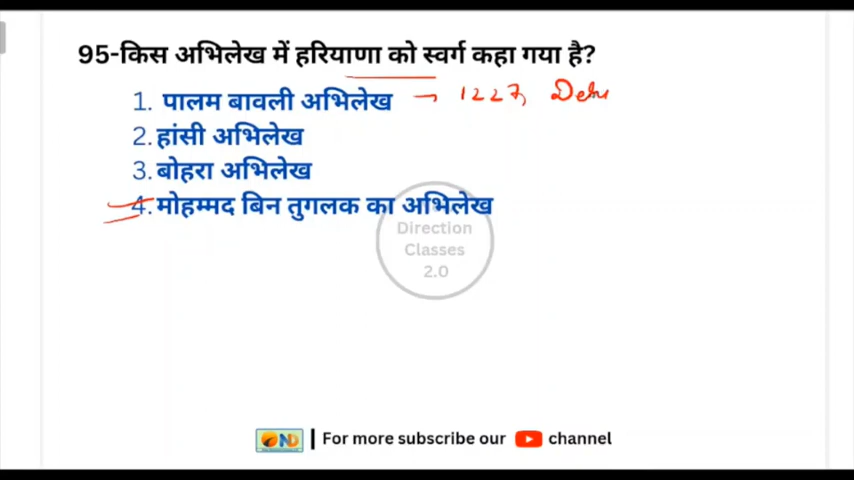 95-किस अभिलेख में हरियाणा को स्वर्ग कहा गया है?
1. पालम बावली अभिलेख → 1227,
2. हांसी अभिलेख
3. बोहरा अभिलेख
4. मोहम्मद बिन तुगलक का अभिलेख
Direction
Classes
2.0
ND | For more subscribe our channel